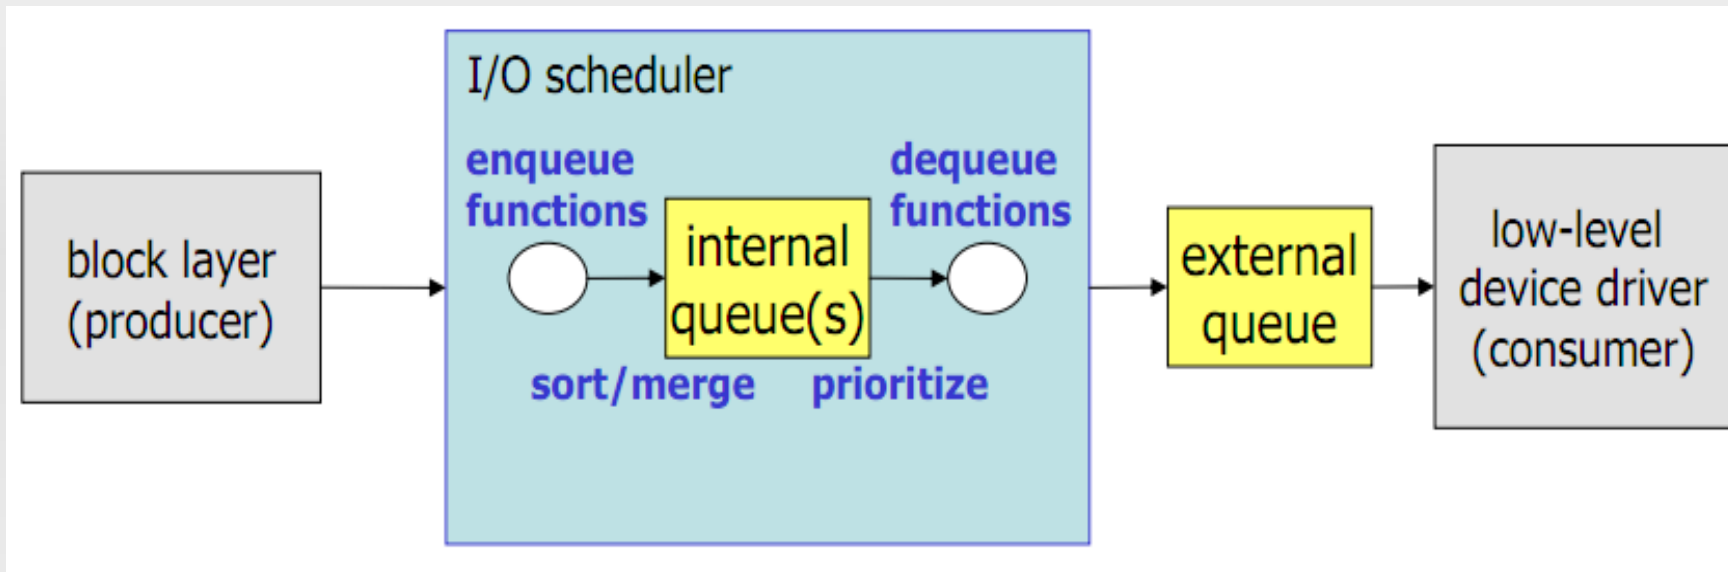 I/O scheduler
block layer
(producer)
enqueue
functions
internal
queue(s)
sort/merge
dequeue
functions
prioritize
external
queue
low-level
device driver
(consumer)